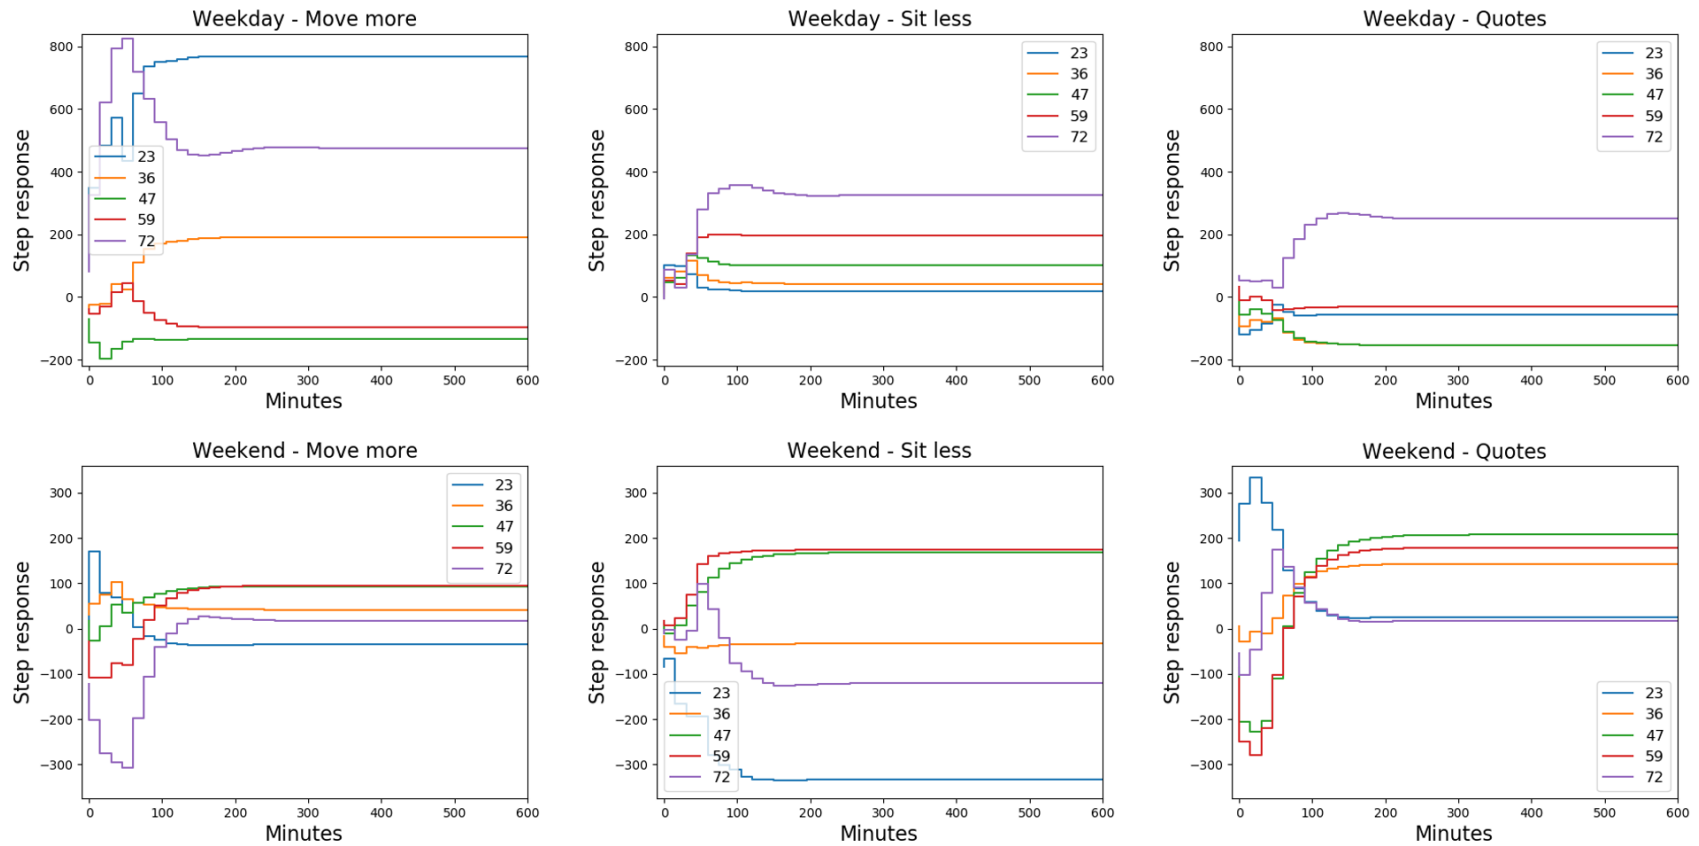 Weekday - Move more
800
600
400
200
0
−200
Step response
23
36
47
59
72
0 100 200 300 400 500 600
Minutes
Weekday - Sit less
800
600
400
200
0
−200
Step response
23
36
47
59
72
0 100 200 300 400 500 600
Minutes
Weekday - Quotes
800
600
400
200
0
−200
Step response
23
36
47
59
72
0 100 200 300 400 500 600
Minutes
Weekend - Move more
300
200
100
0
−100
−200
−300
Step response
23
36
47
59
72
0 100 200 300 400 500 600
Minutes
Weekend - Sit less
300
200
100
0
−100
−200
−300
Step response
23
36
47
59
72
0 100 200 300 400 500 600
Minutes
Weekend - Quotes
300
200
100
0
−100
−200
−300
Step response
23
36
47
59
72
0 100 200 300 400 500 600
Minutes